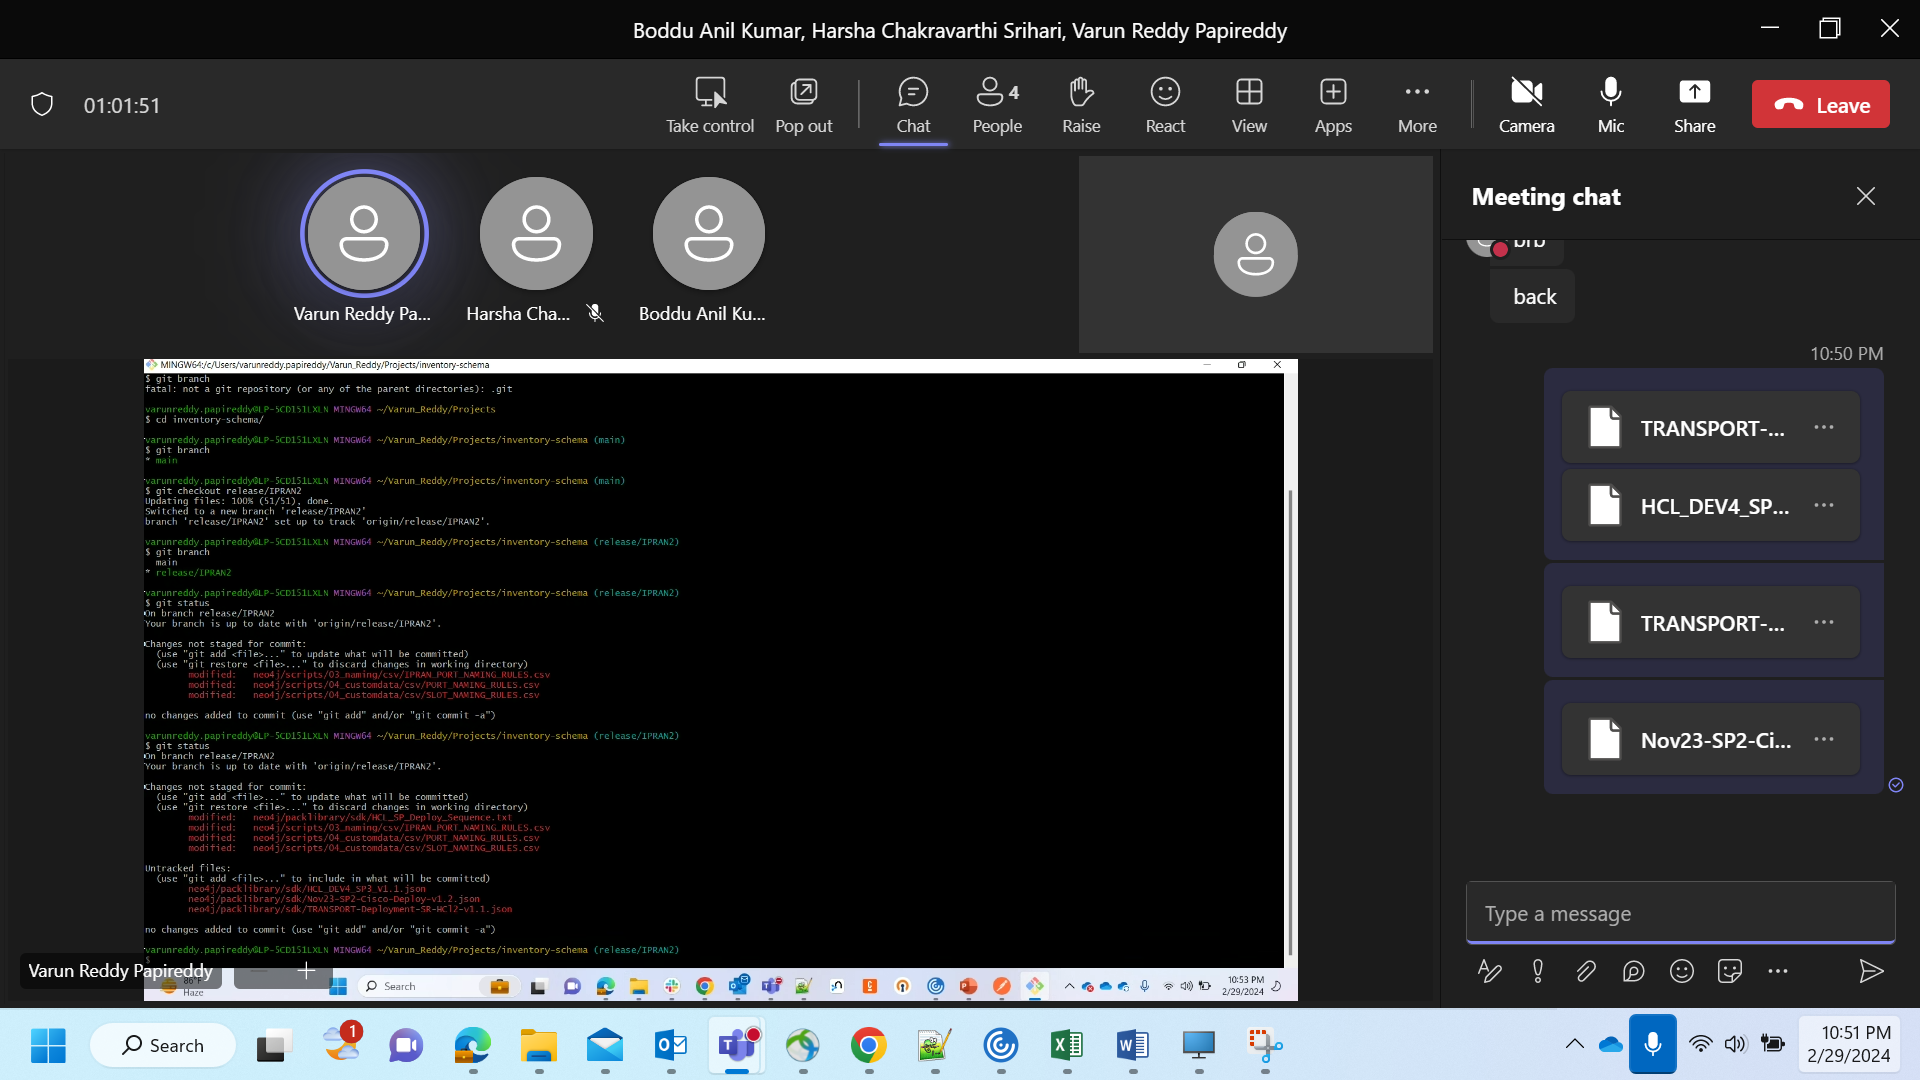 Boddu Anil Kumar, Harsha Chakravarthi Srihari, Varun Reddy Papireddy
01:01:51
Take control
Pop out
Chat
People
4
Raise
React
View
Apps
More
Camera
Mic
Share
Leave
Varun Reddy Pa...
Harsha Cha...
Boddu Anil Ku...
MINGW64:/c/Users/varunreddy.papireddy/Varun_Reddy/Projects/inventory-schema
$ git branch
fatal: not a git repository (or any of the parent directories): .git
varunreddy.papireddy@LP-5CD151LXLN MINGW64 ~/Varun_Reddy/Projects
$ cd inventory-schema/
varunreddy.papireddy@LP-5CD151LXLN MINGW64 ~/Varun_Reddy/Projects/inventory-schema (main)
$ git branch
* main
varunreddy.papireddy@LP-5CD151LXLN MINGW64 ~/Varun_Reddy/Projects/inventory-schema (main)
$ git checkout release/IPRAN2
Updating files: 100% (51/51), done.
Switched to a new branch 'release/IPRAN2'
branch 'release/IPRAN2' set up to track 'origin/release/IPRAN2'.
varunreddy.papireddy@LP-5CD151LXLN MINGW64 ~/Varun_Reddy/Projects/inventory-schema (release/IPRAN2)
$ git branch
main
* release/IPRAN2
varunreddy.papireddy@LP-5CD151LXLN MINGW64 ~/Varun_Reddy/Projects/inventory-schema (release/IPRAN2)
$ git status
On branch release/IPRAN2
Your branch is up to date with 'origin/release/IPRAN2'.
Changes not staged for commit:
(use "git add <file>..." to update what will be committed)
(use "git restore <file>..." to discard changes in working directory)
modified: neo4j/scripts/03_naming/csv/IPRAN_PORT_NAMING_RULES.csv
modified: neo4j/scripts/04_customdata/csv/PORT_NAMING_RULES.csv
modified: neo4j/scripts/04_customdata/csv/SLOT_NAMING_RULES.csv
no changes added to commit (use "git add" and/or "git commit -a")
varunreddy.papireddy@LP-5CD151LXLN MINGW64 ~/Varun_Reddy/Projects/inventory-schema (release/IPRAN2)
$ git status
On branch release/IPRAN2
Your branch is up to date with 'origin/release/IPRAN2'.
Changes not staged for commit:
(use "git add <file>..." to update what will be committed)
(use "git restore <file>..." to discard changes in working directory)
modified: neo4j/packlibrary/sdk/HCL_SP_Deploy_Sequence.txt
modified: neo4j/scripts/03_naming/csv/IPRAN_PORT_NAMING_RULES.csv
modified: neo4j/scripts/04_customdata/csv/PORT_NAMING_RULES.csv
modified: neo4j/scripts/04_customdata/csv/SLOT_NAMING_RULES.csv
Untracked files:
(use "git add <file>..." to include in what will be committed)
neo4j/packlibrary/sdk/HCL_DEV4_SP3_V1.1.json
neo4j/packlibrary/sdk/Nov23-SP2-Cisco-Deploy-v1.2.json
neo4j/packlibrary/sdk/TRANSPORT-Deployment-SR-HCl2-v1.1.json
no changes added to commit (use "git add" and/or "git commit -a")
varunreddy.papireddy@LP-5CD151LXLN MINGW64 ~/Varun_Reddy/Projects/inventory-schema (release/IPRAN2)
$
Varun Reddy Papireddy
Haze
Search
10:53 PM
2/29/2024
Meeting chat
brb
back
10:50 PM
TRANSPORT-...
HCL_DEV4_SP...
TRANSPORT-...
Nov23-SP2-Ci...
Type a message
Search
1
10:51 PM
2/29/2024